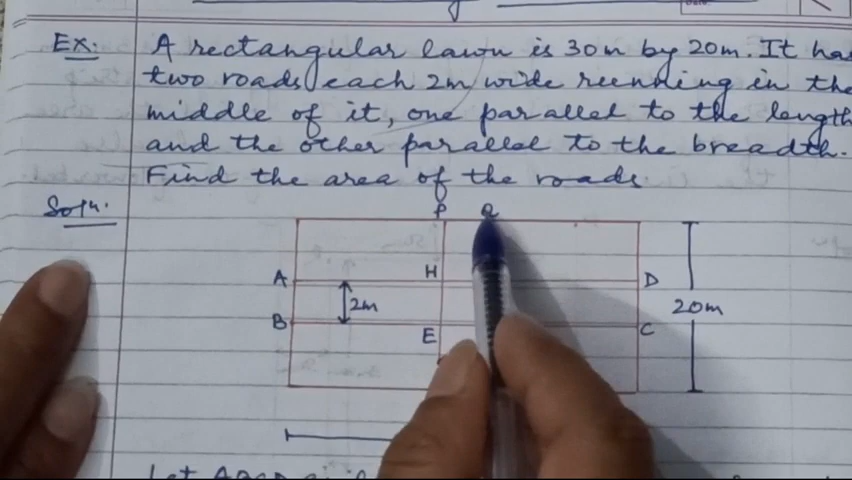 Ex: A rectangular lawn is 30m by 20m. It has
two roads each 2m wide running in the
middle of it, one parallel to the length
and the other parallel to the breadth.
Find the area of the roads.
Soln.
P Q
A H D
2m 20m
B E C
Let ABCD